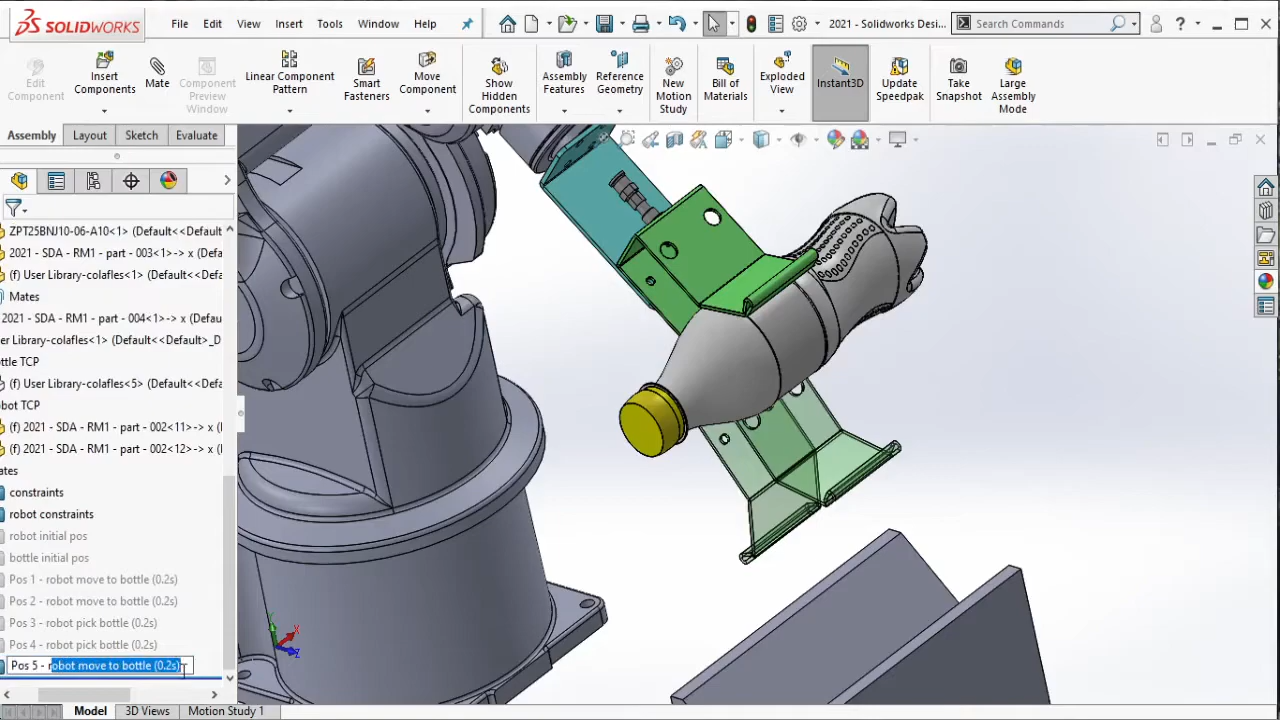 SOLIDWORKS
File Edit View Insert Tools Window Help
2021 - Solidworks Desi...
Search Commands
Edit Component
Insert Components
Mate
Component Preview Window
Linear Component Pattern
Smart Fasteners
Move Component
Show Hidden Components
Assembly Features
Reference Geometry
New Motion Study
Bill of Materials
Exploded View
Instant3D
Update Speedpak
Take Snapshot
Large Assembly Mode
Assembly Layout Sketch Evaluate
ZPT25BNJ10-06-A10<1> (Default<<Default
2021 - SDA - RM1 - part - 003<1>-> x (Defau
(f) User Library-colafles<1> (Default<<Defa
Mates
2021 - SDA - RM1 - part - 004<1>-> x (Defau
er Library-colafles<1> (Default<<Default>_D
ttle TCP
(f) User Library-colafles<5> (Default<<Defa
obot TCP
(f) 2021 - SDA - RM1 - part - 002<11>-> x (
(f) 2021 - SDA - RM1 - part - 002<12>-> x (
ates
constraints
robot constraints
robot initial pos
bottle initial pos
Pos 1 - robot move to bottle (0.2s)
Pos 2 - robot move to bottle (0.2s)
Pos 3 - robot pick bottle (0.2s)
Pos 4 - robot pick bottle (0.2s)
Pos 5 - robot move to bottle (0.2s)
Model 3D Views Motion Study 1